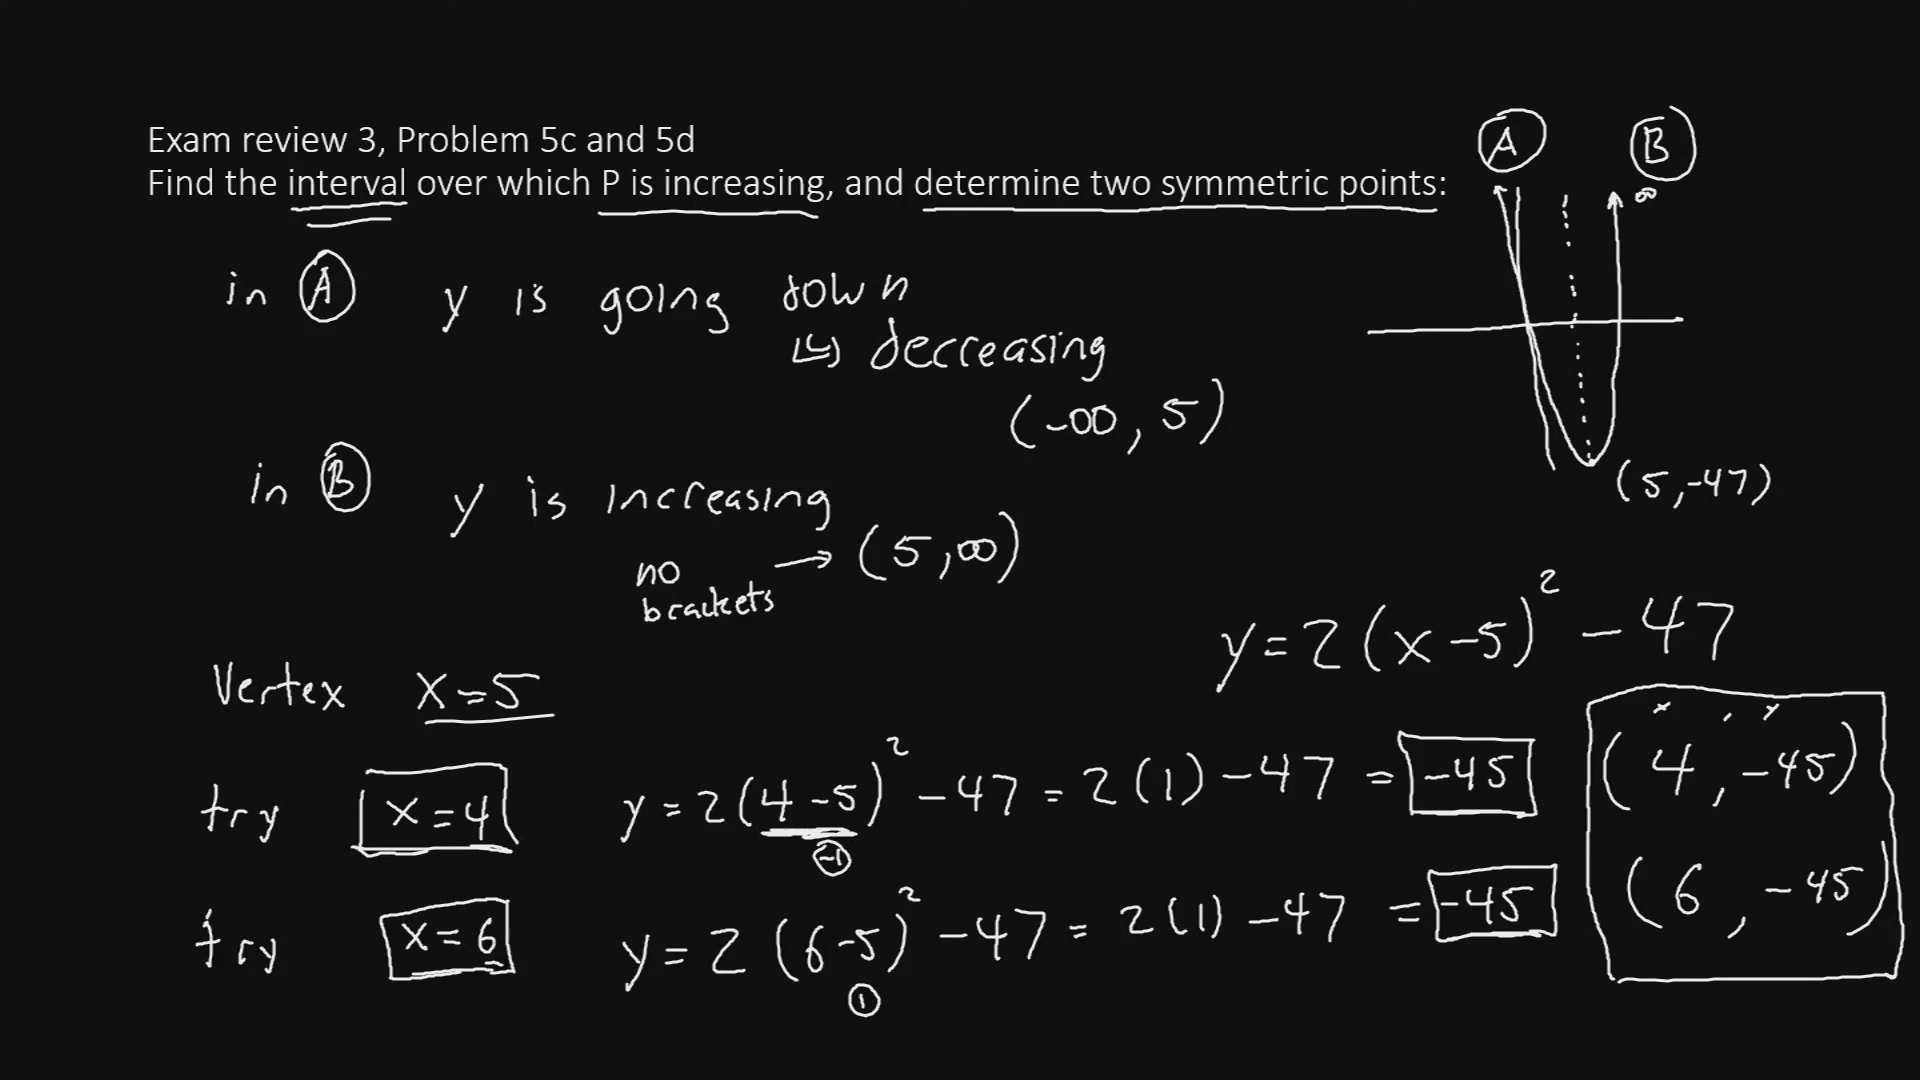 Exam review 3, Problem 5c and 5d
Find the interval over which P is increasing, and determine two symmetric points:
A
B
∞
in A y is going down
↳ decreasing
(-∞, 5)
(5, -47)
in B y is increasing
no brackets → (5, ∞)
y = 2(x - 5)² - 47
Vertex x = 5
x , y
try x = 4 y = 2(4 - 5)² - 47 = 2(1) - 47 = -45 (4, -45)
-1
try x = 6 y = 2(6 - 5)² - 47 = 2(1) - 47 = -45 (6, -45)
1